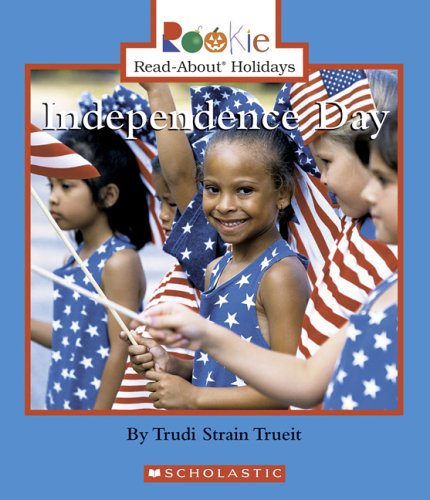 Rookie
Read-About® Holidays
Independence Day
By Trudi Strain Trueit
SCHOLASTIC